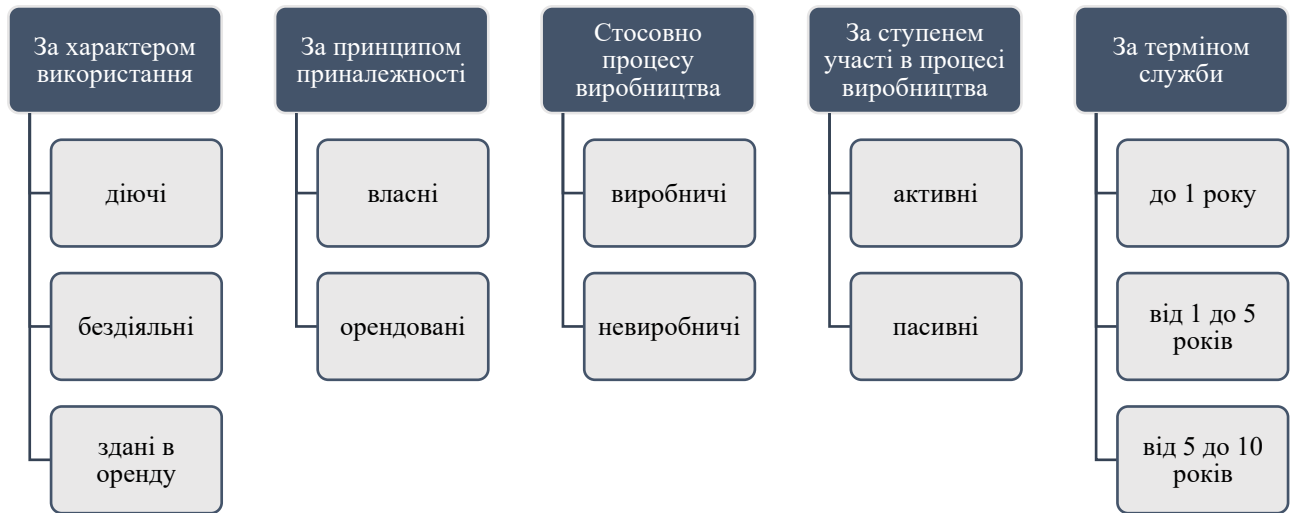 За характером
використання
діючі
бездіяльні
здані в
оренду
За принципом
приналежності
власні
орендовані
Стосовно
процесу
виробництва
виробничі
невиробничі
За ступенем
участі в процесі
виробництва
активні
пасивні
За терміном
служби
до 1 року
від 1 до 5
років
від 5 до 10
років